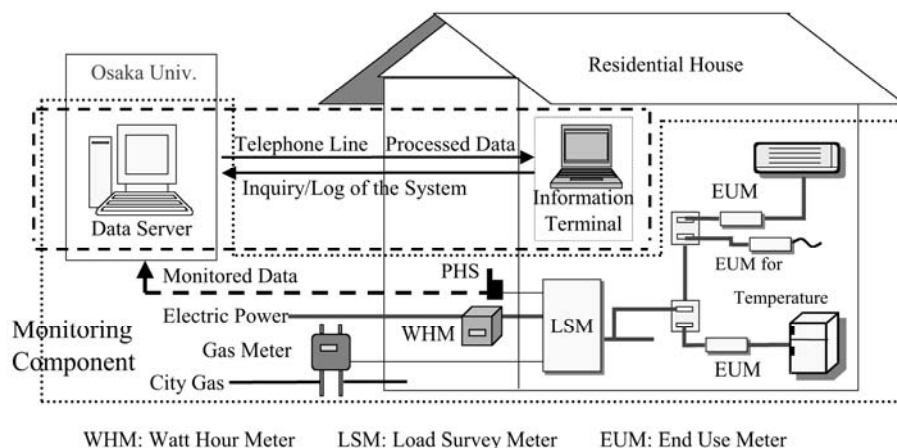 Osaka Univ.
Residential House
Telephone Line Processed Data
Inquiry/Log of the System
Data Server
Information
Terminal
EUM
EUM for
Temperature
Monitored Data
PHS
Electric Power
WHM
LSM
Monitoring
Component
Gas Meter
City Gas
EUM
WHM: Watt Hour Meter LSM: Load Survey Meter EUM: End Use Meter